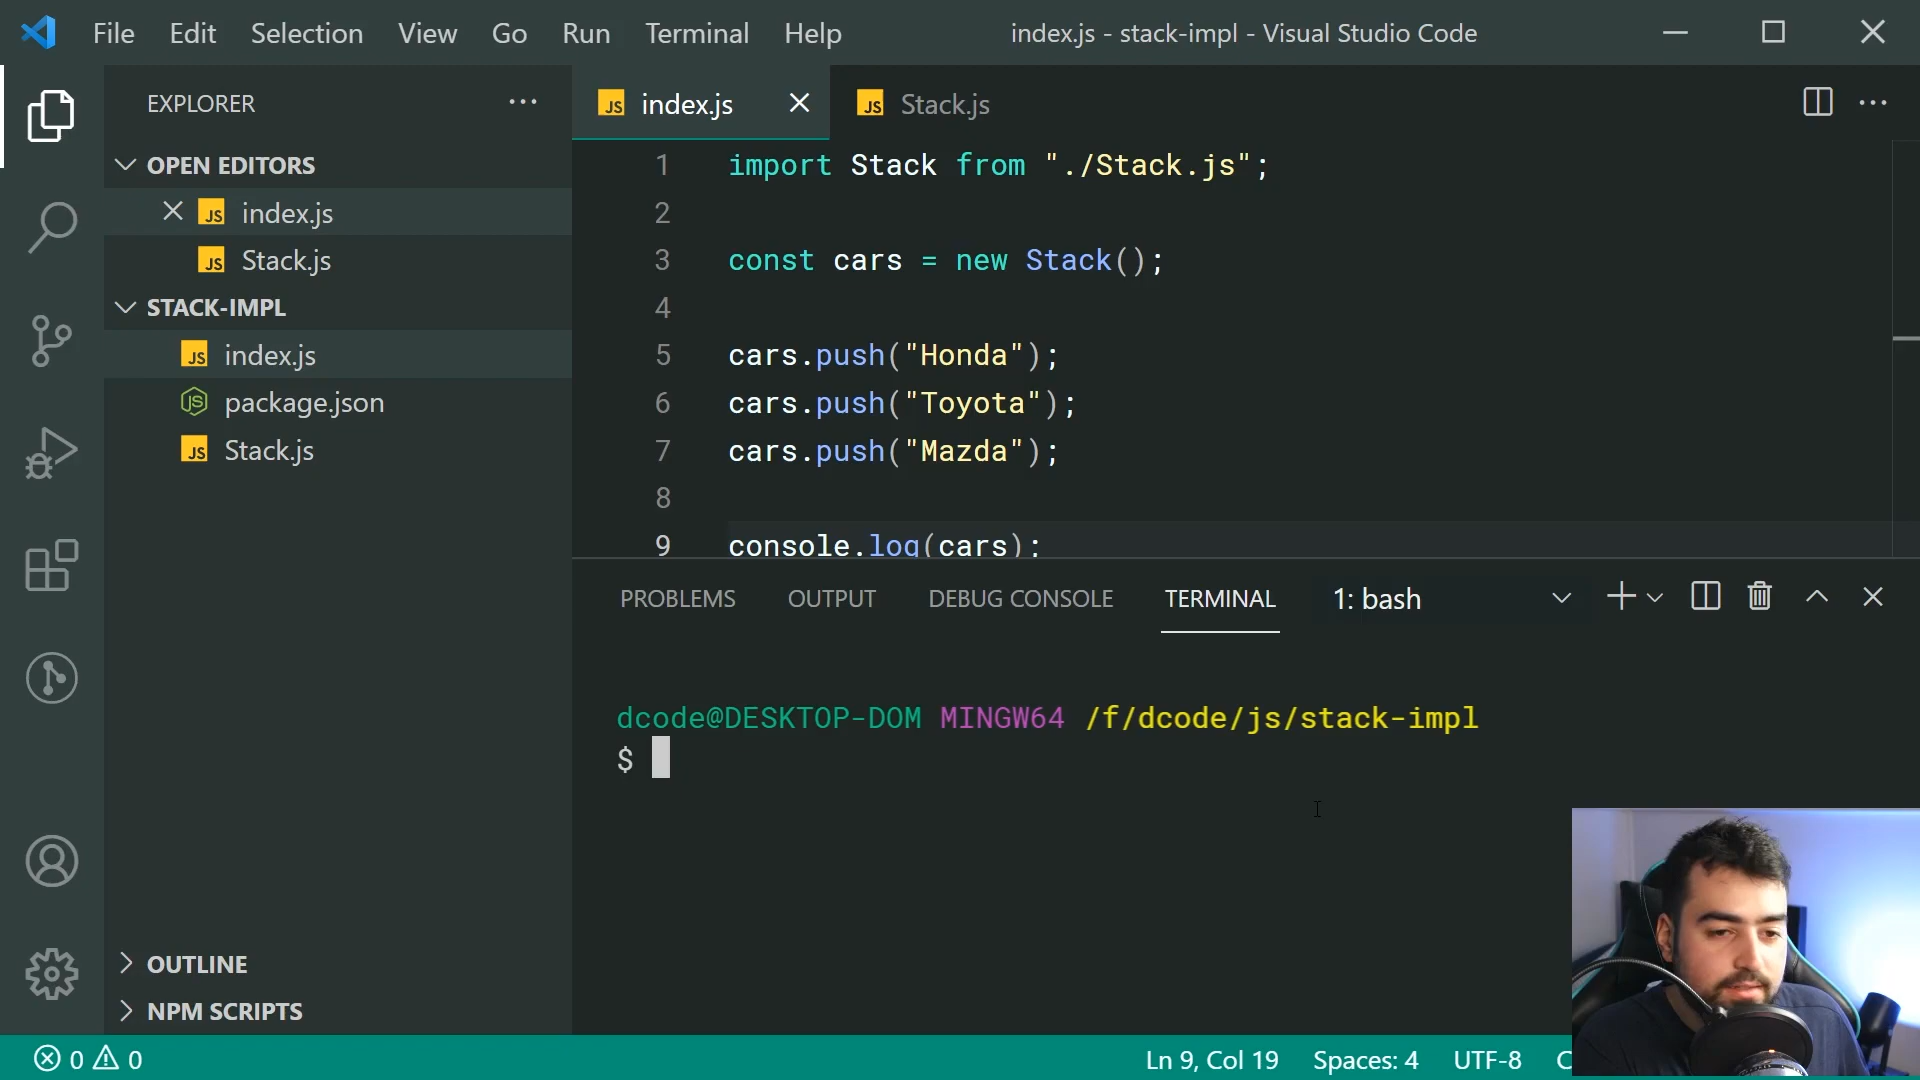 File Edit Selection View Go Run Terminal Help index.js - stack-impl - Visual Studio Code
EXPLORER
OPEN EDITORS
JS index.js
JS Stack.js
STACK-IMPL
JS index.js
JS package.json
JS Stack.js
OUTLINE
NPM SCRIPTS
JS index.js JS Stack.js
1 import Stack from "./Stack.js";
2
3 const cars = new Stack();
4
5 cars.push("Honda");
6 cars.push("Toyota");
7 cars.push("Mazda");
8
9 console.log(cars);
PROBLEMS OUTPUT DEBUG CONSOLE TERMINAL 1: bash
dcode@DESKTOP-DOM MINGW64 /f/dcode/js/stack-impl
$
0 0 Ln 9, Col 19 Spaces: 4 UTF-8 C